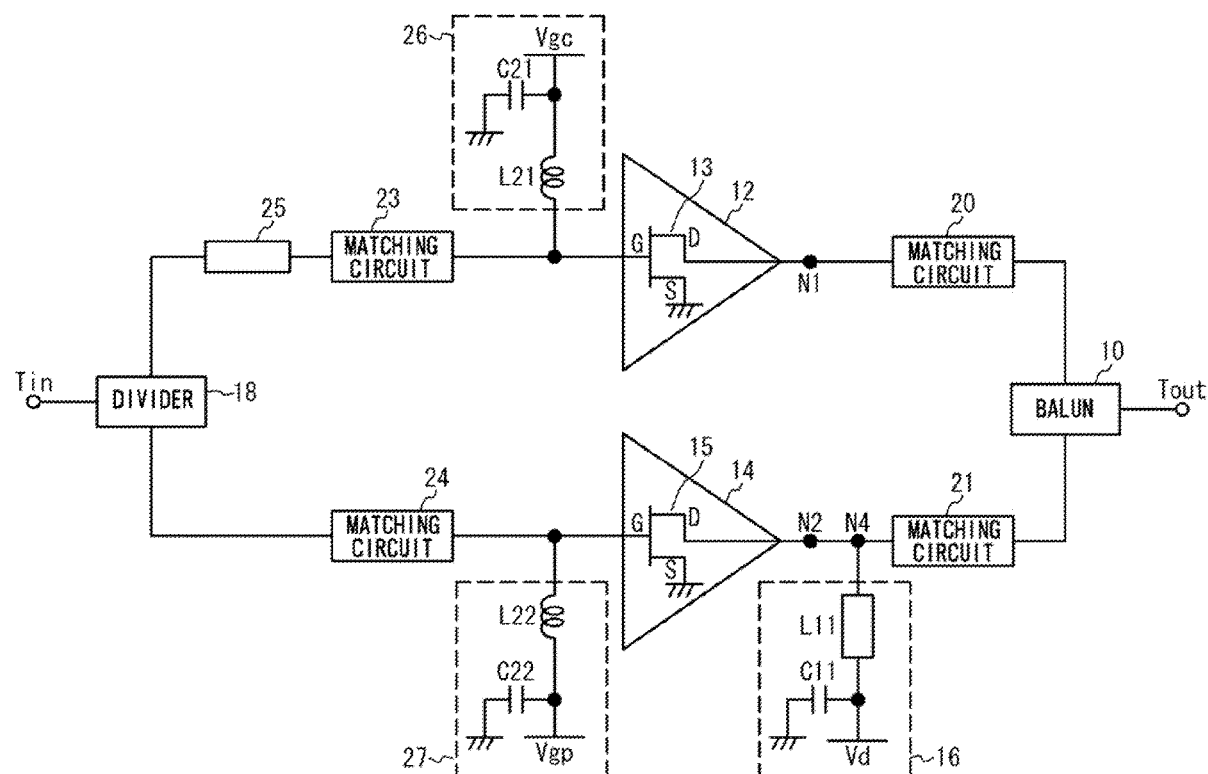 26
Vgc
C21
L21
25
23
MATCHING
CIRCUIT
G
D
S
13
12
N1
20
MATCHING
CIRCUIT
Tin
DIVIDER
18
10
BALUN
Tout
24
MATCHING
CIRCUIT
G
D
S
15
14
N2
N4
21
MATCHING
CIRCUIT
L22
C22
Vgp
27
L11
C11
Vd
16